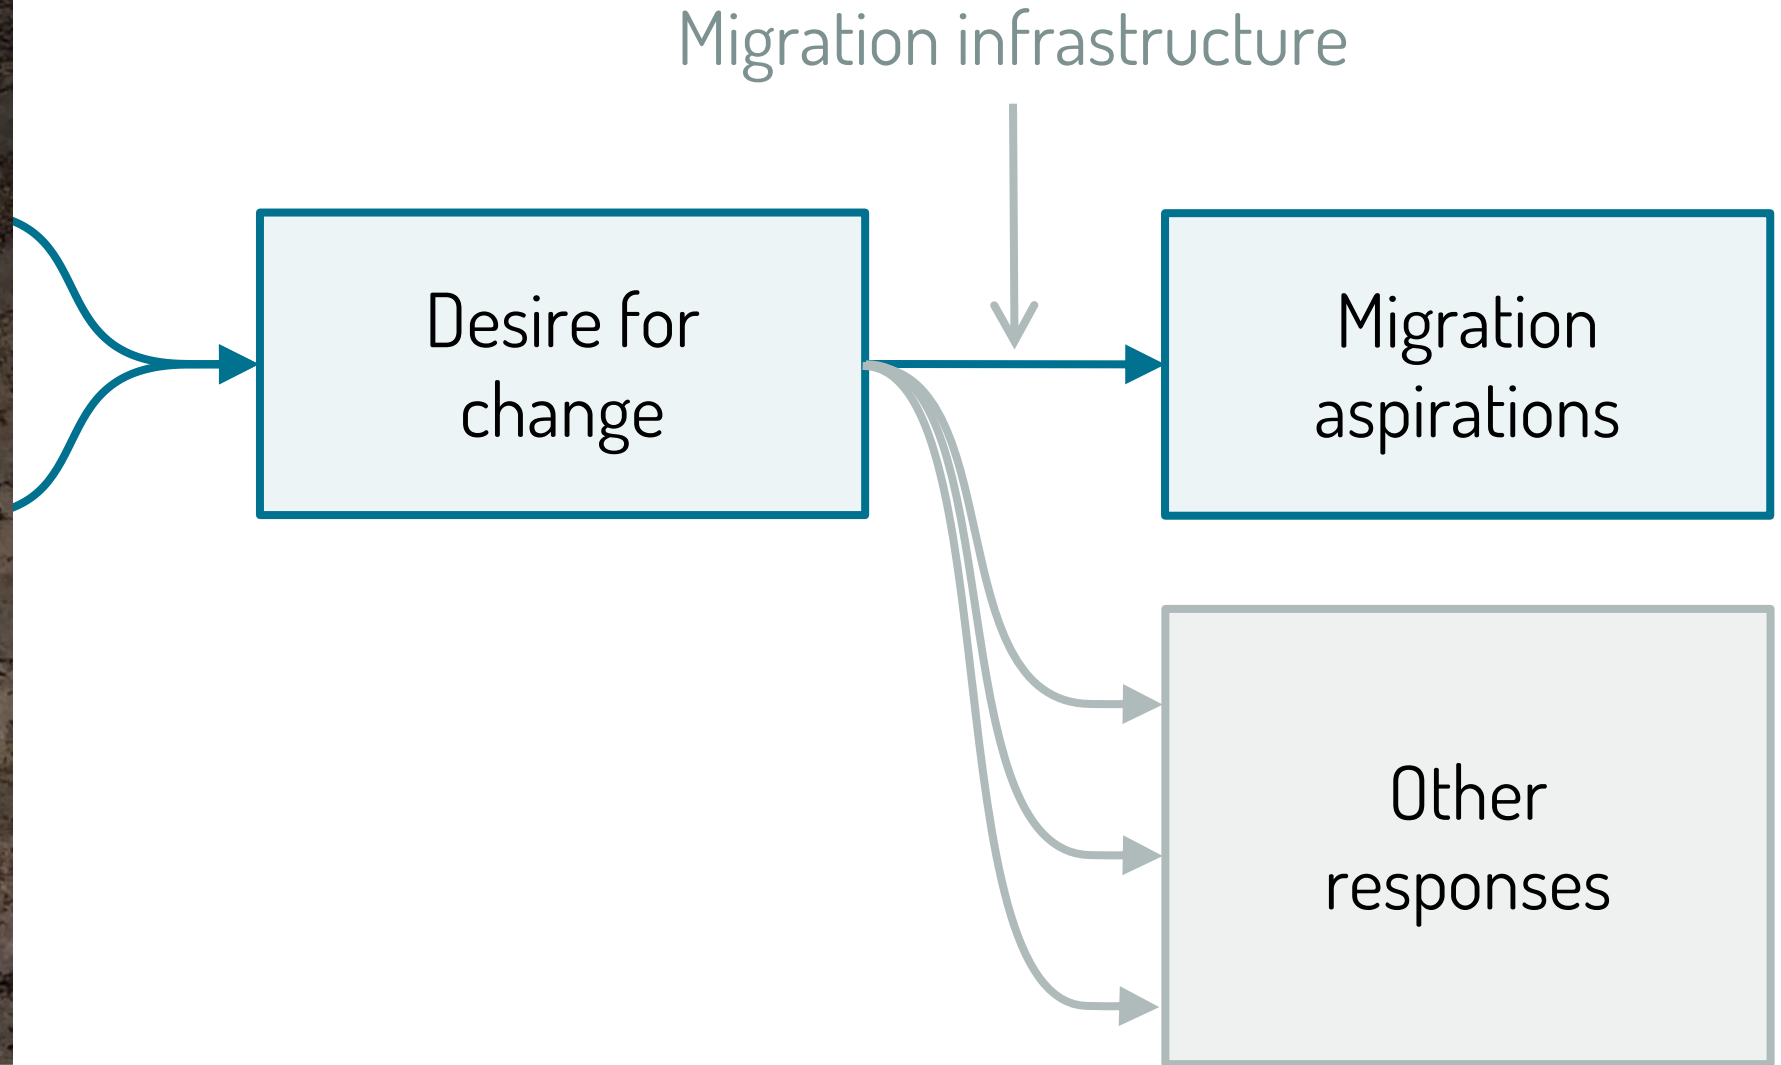 Migration infrastructure
Desire for
change
Migration
aspirations
Other
responses